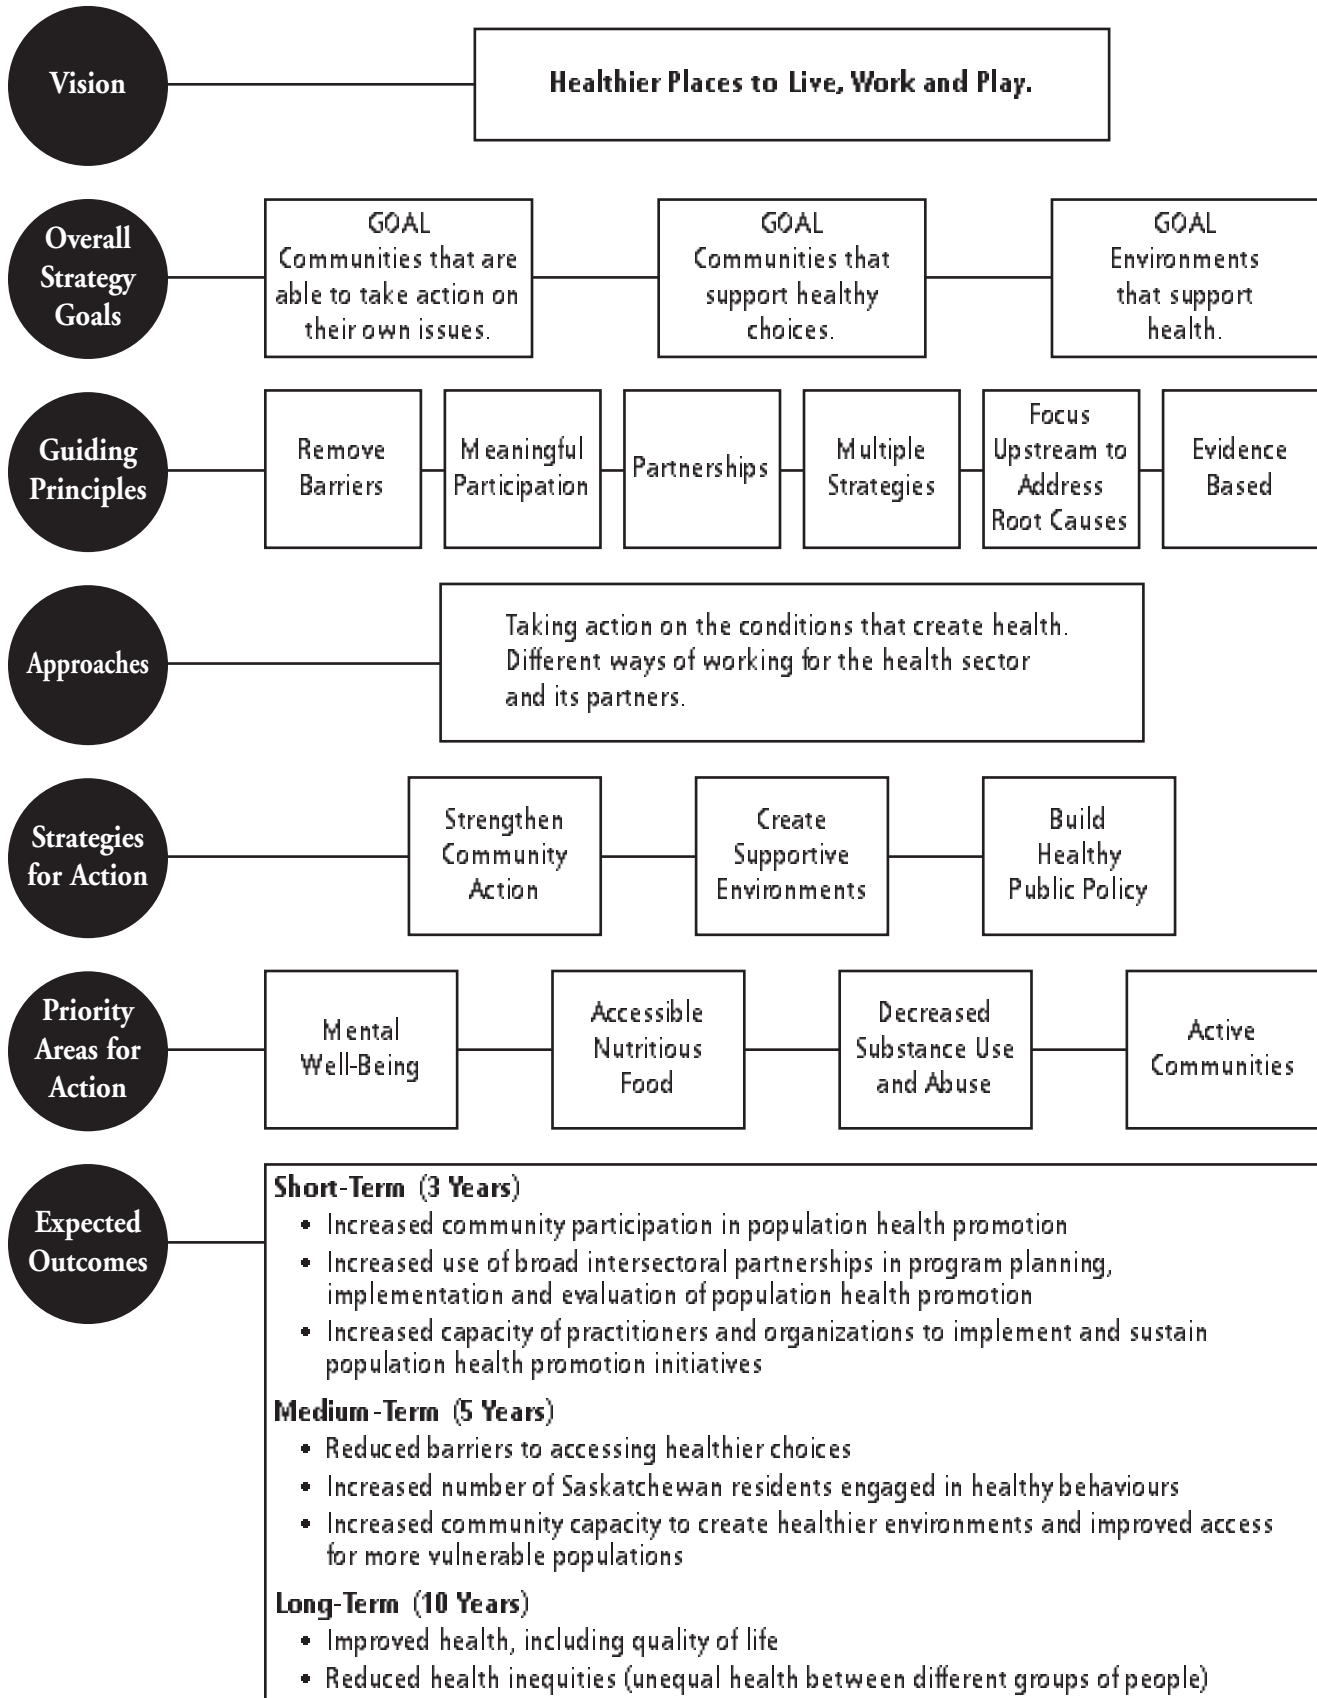 Vision
Healthier Places to Live, Work and Play.
Overall
Strategy
Goals
GOAL
Communities that are
able to take action on
their own issues.
GOAL
Communities that
support healthy
choices.
GOAL
Environments
that support
health.
Guiding
Principles
Remove
Barriers
Meaningful
Participation
Partnerships
Multiple
Strategies
Focus
Upstream to
Address
Root Causes
Evidence
Based
Approaches
Taking action on the conditions that create health.
Different ways of working for the health sector
and its partners.
Strategies
for Action
Strengthen
Community
Action
Create
Supportive
Environments
Build
Healthy
Public Policy
Priority
Areas for
Action
Mental
Well-Being
Accessible
Nutritious
Food
Decreased
Substance Use
and Abuse
Active
Communities
Expected
Outcomes
Short-Term (3 Years)
• Increased community participation in population health promotion
• Increased use of broad intersectoral partnerships in program planning,
implementation and evaluation of population health promotion
• Increased capacity of practitioners and organizations to implement and sustain
population health promotion initiatives
Medium-Term (5 Years)
• Reduced barriers to accessing healthier choices
• Increased number of Saskatchewan residents engaged in healthy behaviours
• Increased community capacity to create healthier environments and improved access
for more vulnerable populations
Long-Term (10 Years)
• Improved health, including quality of life
• Reduced health inequities (unequal health between different groups of people)